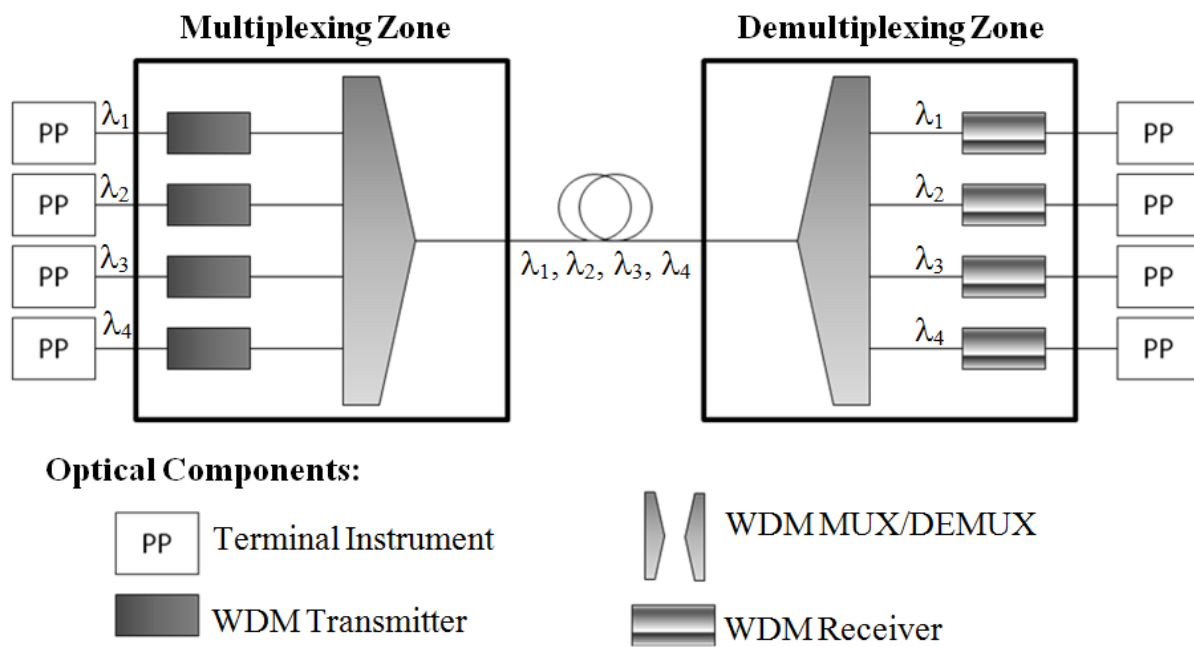 Multiplexing Zone
Demultiplexing Zone
PP λ₁ λ₁ PP
PP λ₂ λ₂ PP
PP λ₃ λ₃ PP
PP λ₄ λ₄ PP
λ₁, λ₂, λ₃, λ₄
Optical Components:
PP Terminal Instrument
WDM MUX/DEMUX
WDM Transmitter
WDM Receiver